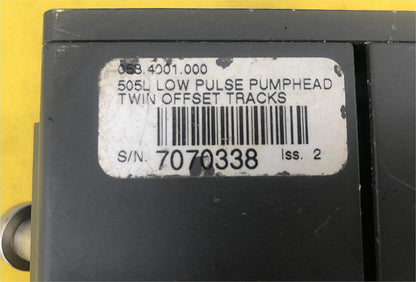 053.4001.000
505L LOW PULSE PUMPHEAD
TWIN OFFSET TRACKS
S/N. 7070338 Iss. 2